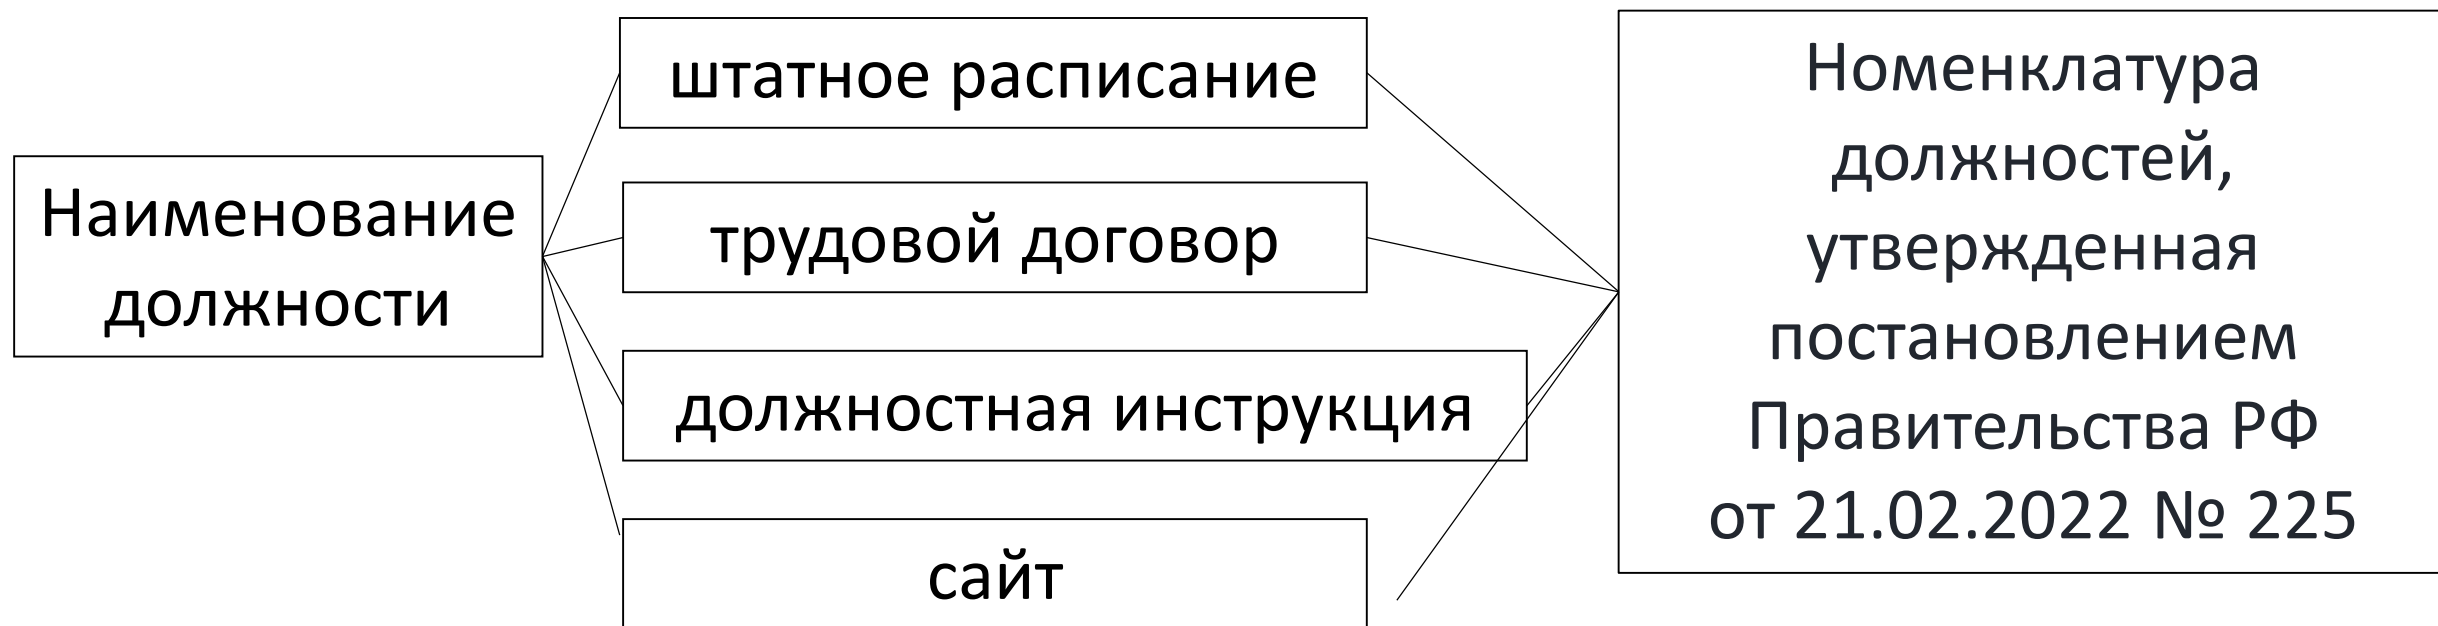 Наименование
должности
штатное расписание
трудовой договор
должностная инструкция
сайт
Номенклатура
должностей,
утвержденная
постановлением
Правительства РФ
от 21.02.2022 № 225